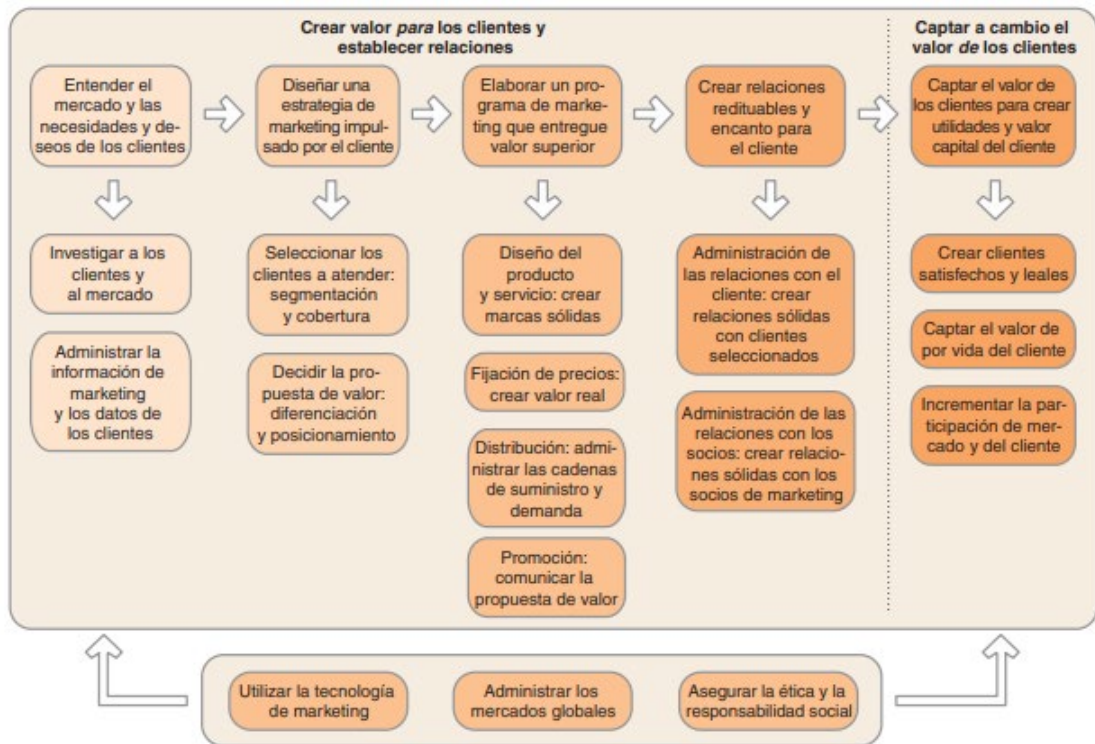 Crear valor para los clientes y
establecer relaciones
Captar a cambio el
valor de los clientes
Entender el
mercado y las
necesidades y de-
seos de los clientes
Diseñar una
estrategia de
marketing impul-
sado por el cliente
Elaborar un pro-
grama de marke-
ting que entregue
valor superior
Crear relaciones
redituables y
encanto para
el cliente
Captar el valor de
los clientes para crear
utilidades y valor
capital del cliente
Investigar a los
clientes y
al mercado
Administrar la
información de
marketing
y los datos de
los clientes
Seleccionar los
clientes a atender:
segmentación
y cobertura
Decidir la pro-
puesta de valor:
diferenciación
y posicionamiento
Diseño del
producto
y servicio: crear
marcas sólidas
Fijación de precios:
crear valor real
Distribución: admi-
nistrar las cadenas
de suministro y
demanda
Promoción:
comunicar la
propuesta de valor
Administración de
las relaciones con el
cliente: crear
relaciones sólidas
con clientes
seleccionados
Administración de las
relaciones con los
socios: crear relacio-
nes sólidas con los
socios de marketing
Crear clientes
satisfechos y leales
Captar el valor de
por vida del cliente
Incrementar la par-
ticipación de mer-
cado y del cliente
Utilizar la tecnología
de marketing
Administrar los
mercados globales
Asegurar la ética y la
responsabilidad social